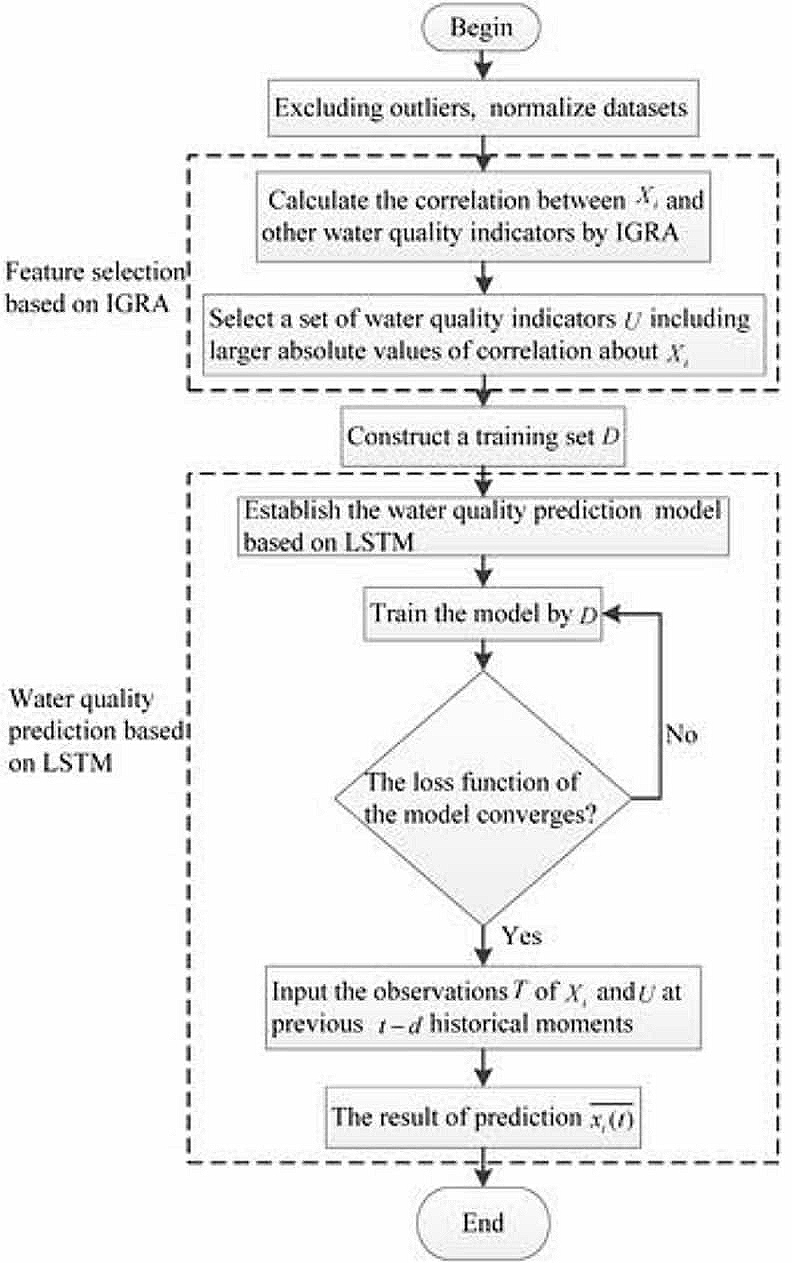 Begin
Excluding outliers, normalize datasets
Calculate the correlation between X_i and
other water quality indicators by IGRA
Feature selection
based on IGRA
Select a set of water quality indicators U including
larger absolute values of correlation about X_i
Construct a training set D
Establish the water quality prediction model
based on LSTM
Train the model by D
Water quality
prediction based
on LSTM
No
The loss function of
the model converges?
Yes
Input the observations T of X_i and U at
previous t-d historical moments
The result of prediction \overline{x_i(t)}
End